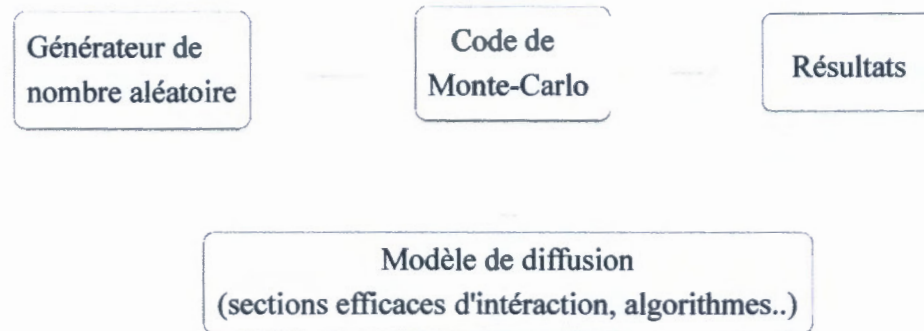 Générateur de
nombre aléatoire
Code de
Monte-Carlo
Résultats
Modèle de diffusion
(sections efficaces d'intéraction, algorithmes..)